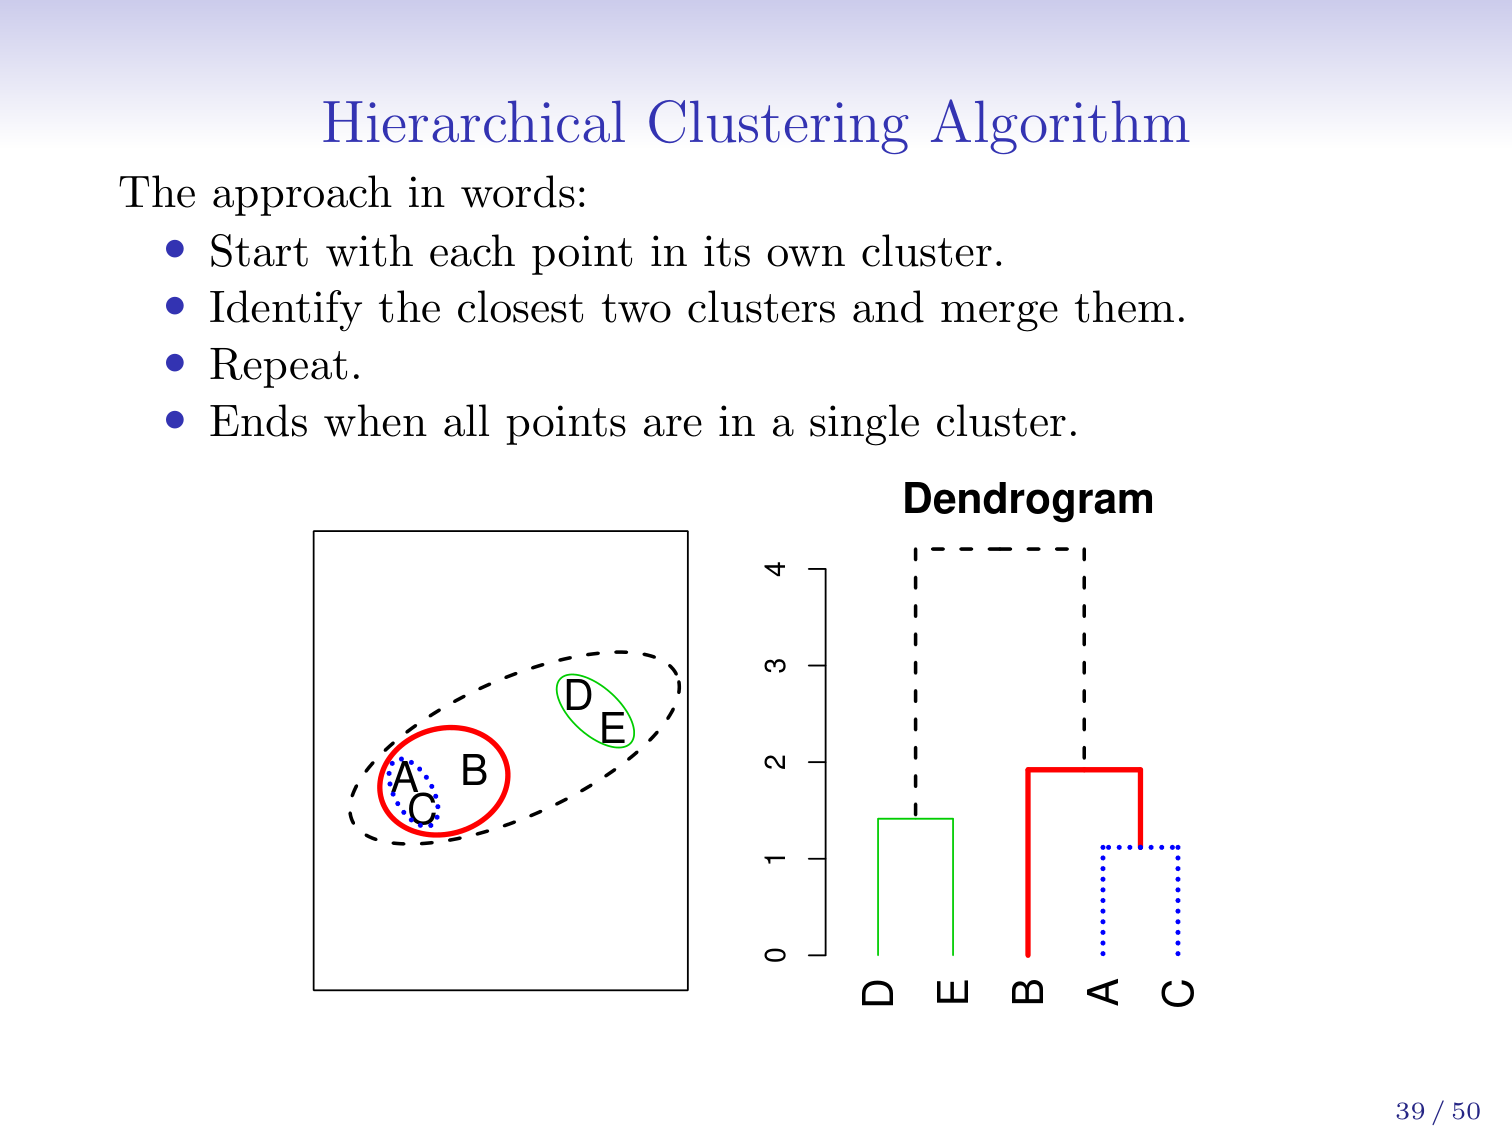 Hierarchical Clustering Algorithm
The approach in words:
• Start with each point in its own cluster.
• Identify the closest two clusters and merge them.
• Repeat.
• Ends when all points are in a single cluster.
D
E
A
B
C
Dendrogram
4
3
2
1
0
D E B A C
39 / 50